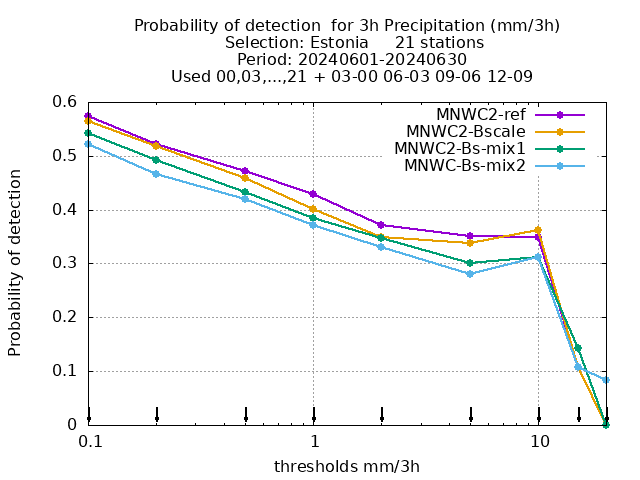 Probability of detection  for 3h Precipitation (mm/3h)
Selection: Estonia     21 stations
Period: 20240601-20240630
Used 00,03,...,21 + 03-00 06-03 09-06 12-09
MNWC2-ref
MNWC2-Bscale
MNWC2-Bs-mix1
MNWC-Bs-mix2
Probability of detection
0.6
0.5
0.4
0.3
0.2
0.1
0
0.1 1 10
thresholds mm/3h